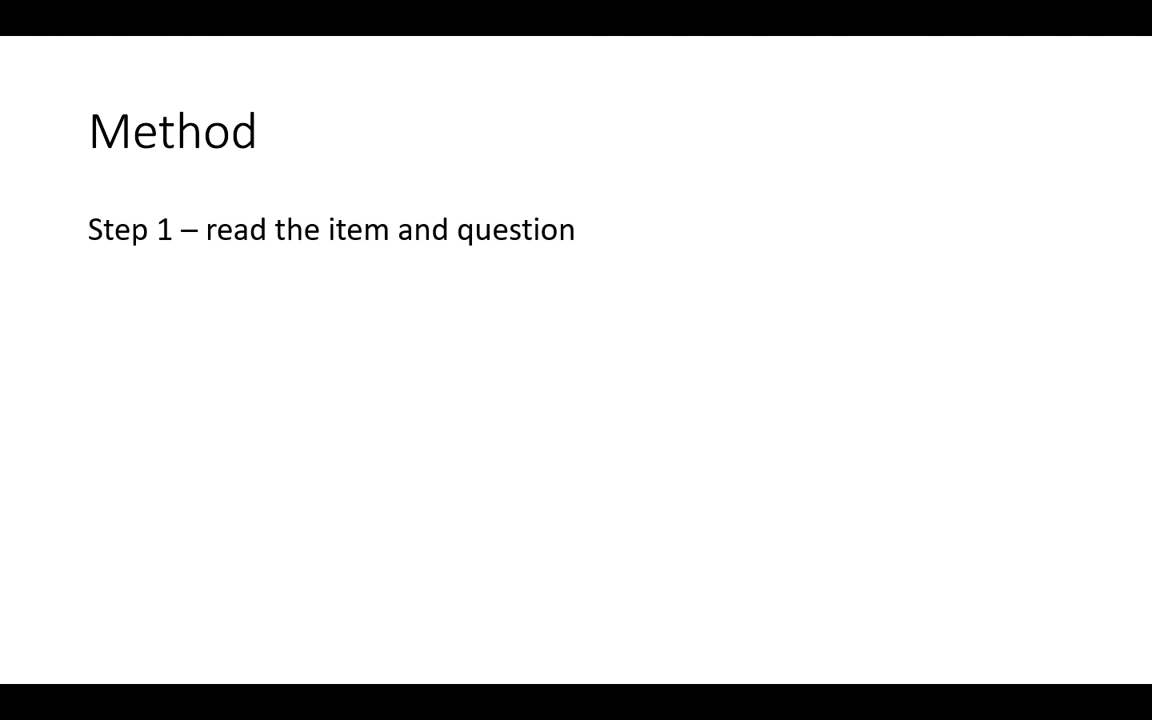 Method
Step 1 – read the item and question